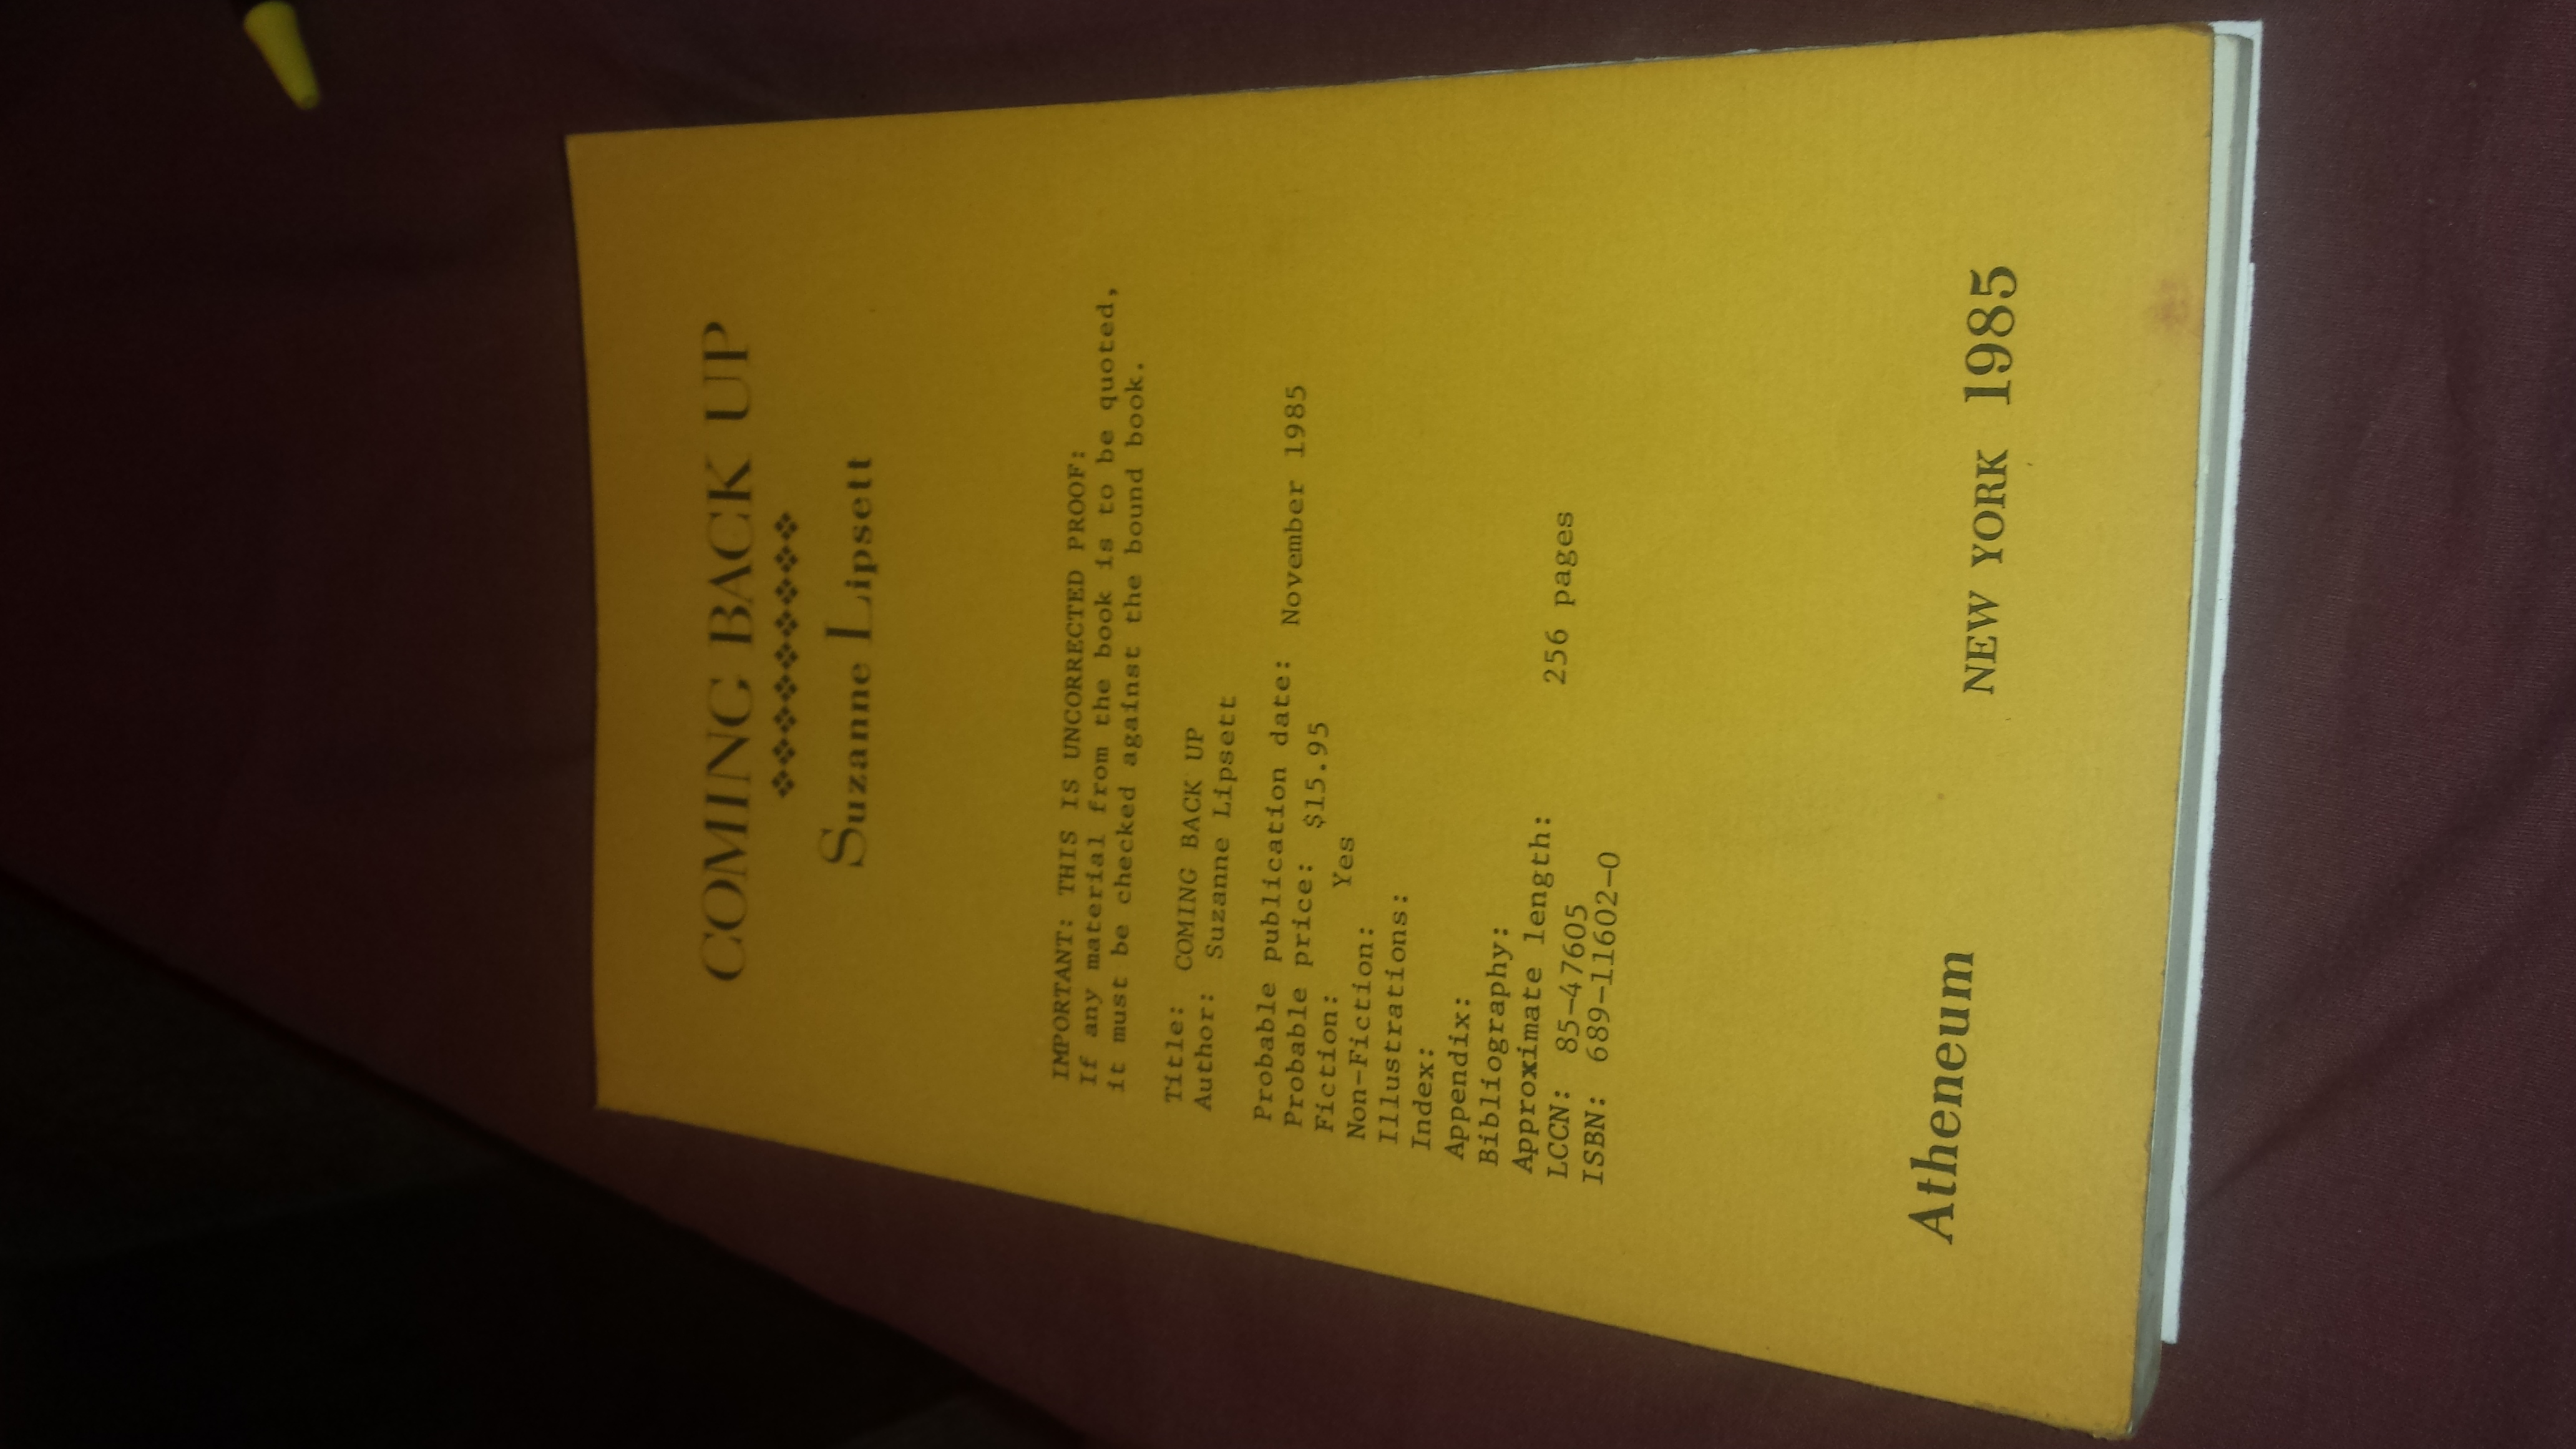 COMING BACK UP
Suzanne Lipsett
IMPORTANT: THIS IS UNCORRECTED PROOF:
If any material from the book is to be quoted,
it must be checked against the bound book.
Title: COMING BACK UP
Author: Suzanne Lipsett
Probable publication date: November 1985
Probable price: $15.95
Fiction: Yes
Non-Fiction:
Illustrations:
Index:
Appendix:
Bibliography:
Approximate length: 256 pages
LCCN: 85-47605
ISBN: 689-11602-0
Atheneum NEW YORK 1985